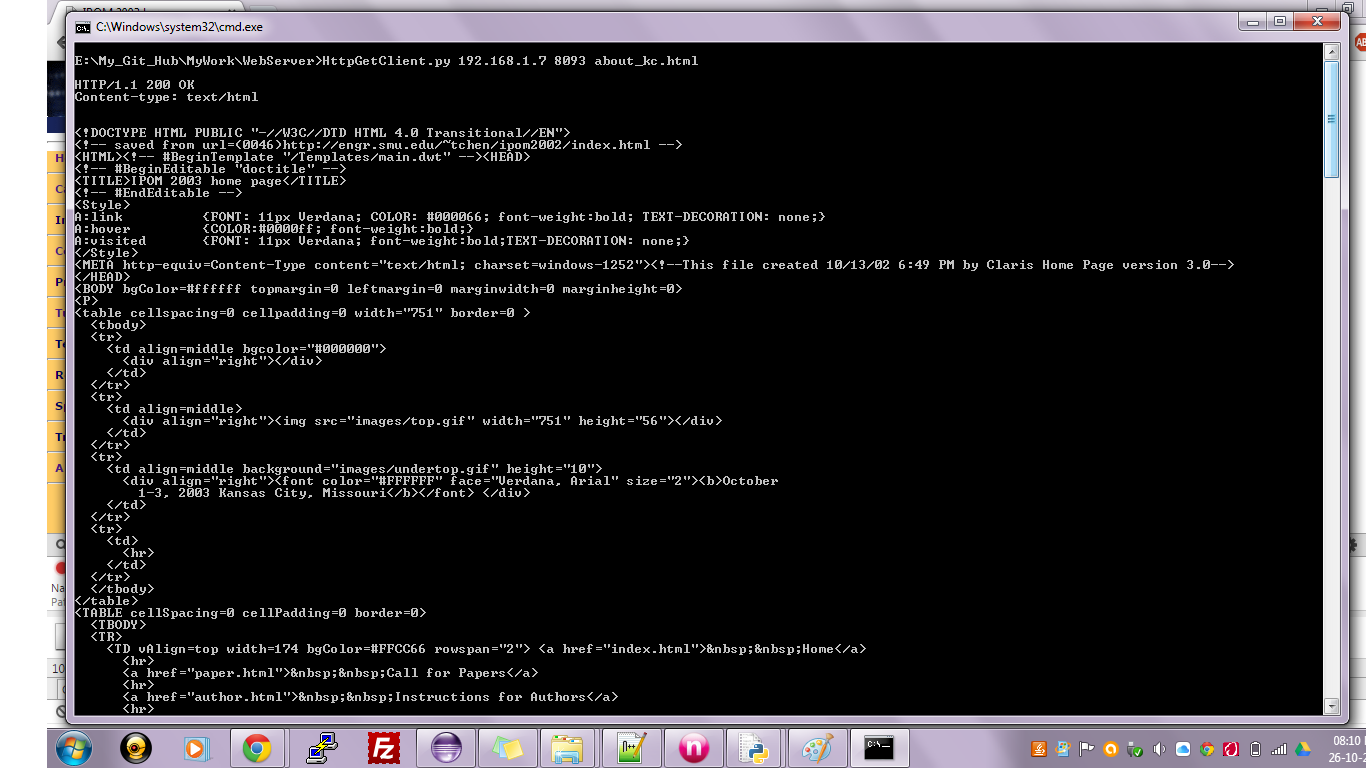 IPOM 2003 h
C:\Windows\system32\cmd.exe
E:\My_Git_Hub\MyWork\WebServer>HttpGetClient.py 192.168.1.7 8093 about_kc.html
HTTP/1.1 200 OK
Content-type: text/html
<!DOCTYPE HTML PUBLIC "-//W3C//DTD HTML 4.0 Transitional//EN">
<!-- saved from url=(0046)http://engr.smu.edu/~tchen/ipom2002/index.html -->
<HTML><!-- #BeginTemplate "/Templates/main.dwt" --><HEAD>
<!-- #BeginEditable "doctitle" -->
<TITLE>IPOM 2003 home page</TITLE>
<!-- #EndEditable -->
<Style>
A:link          {FONT: 11px Verdana; COLOR: #000066; font-weight:bold; TEXT-DECORATION: none;}
A:hover         {COLOR:#0000ff; font-weight:bold;}
A:visited       {FONT: 11px Verdana; font-weight:bold;TEXT-DECORATION: none;}
</Style>
<META http-equiv=Content-Type content="text/html; charset=windows-1252"><!--This file created 10/13/02 6:49 PM by Claris Home Page version 3.0-->
</HEAD>
<BODY bgColor=#ffffff topmargin=0 leftmargin=0 marginwidth=0 marginheight=0>
<P>
<table cellspacing=0 cellpadding=0 width="751" border=0 >
  <tbody>
  <tr>
    <td align=middle bgcolor="#000000">
      <div align="right"></div>
    </td>
  </tr>
  <tr>
    <td align=middle>
      <div align="right"><img src="images/top.gif" width="751" height="56"></div>
    </td>
  </tr>
  <tr>
    <td align=middle background="images/undertop.gif" height="10">
      <div align="right"><font color="#FFFFFF" face="Verdana, Arial" size="2"><b>October
        1-3, 2003 Kansas City, Missouri</b></font> </div>
    </td>
  </tr>
  <tr>
    <td>
      <hr>
    </td>
  </tr>
  </tbody>
</table>
<TABLE cellSpacing=0 cellPadding=0 border=0>
  <TBODY>
  <TR>
    <TD vAlign=top width=174 bgColor=#FFCC66 rowspan="2"> <a href="index.html">&nbsp;&nbsp;Home</a>
      <hr>
      <a href="paper.html">&nbsp;&nbsp;Call for Papers</a>
      <hr>
      <a href="author.html">&nbsp;&nbsp;Instructions for Authors</a>
      <hr>
08:10
26-10-2